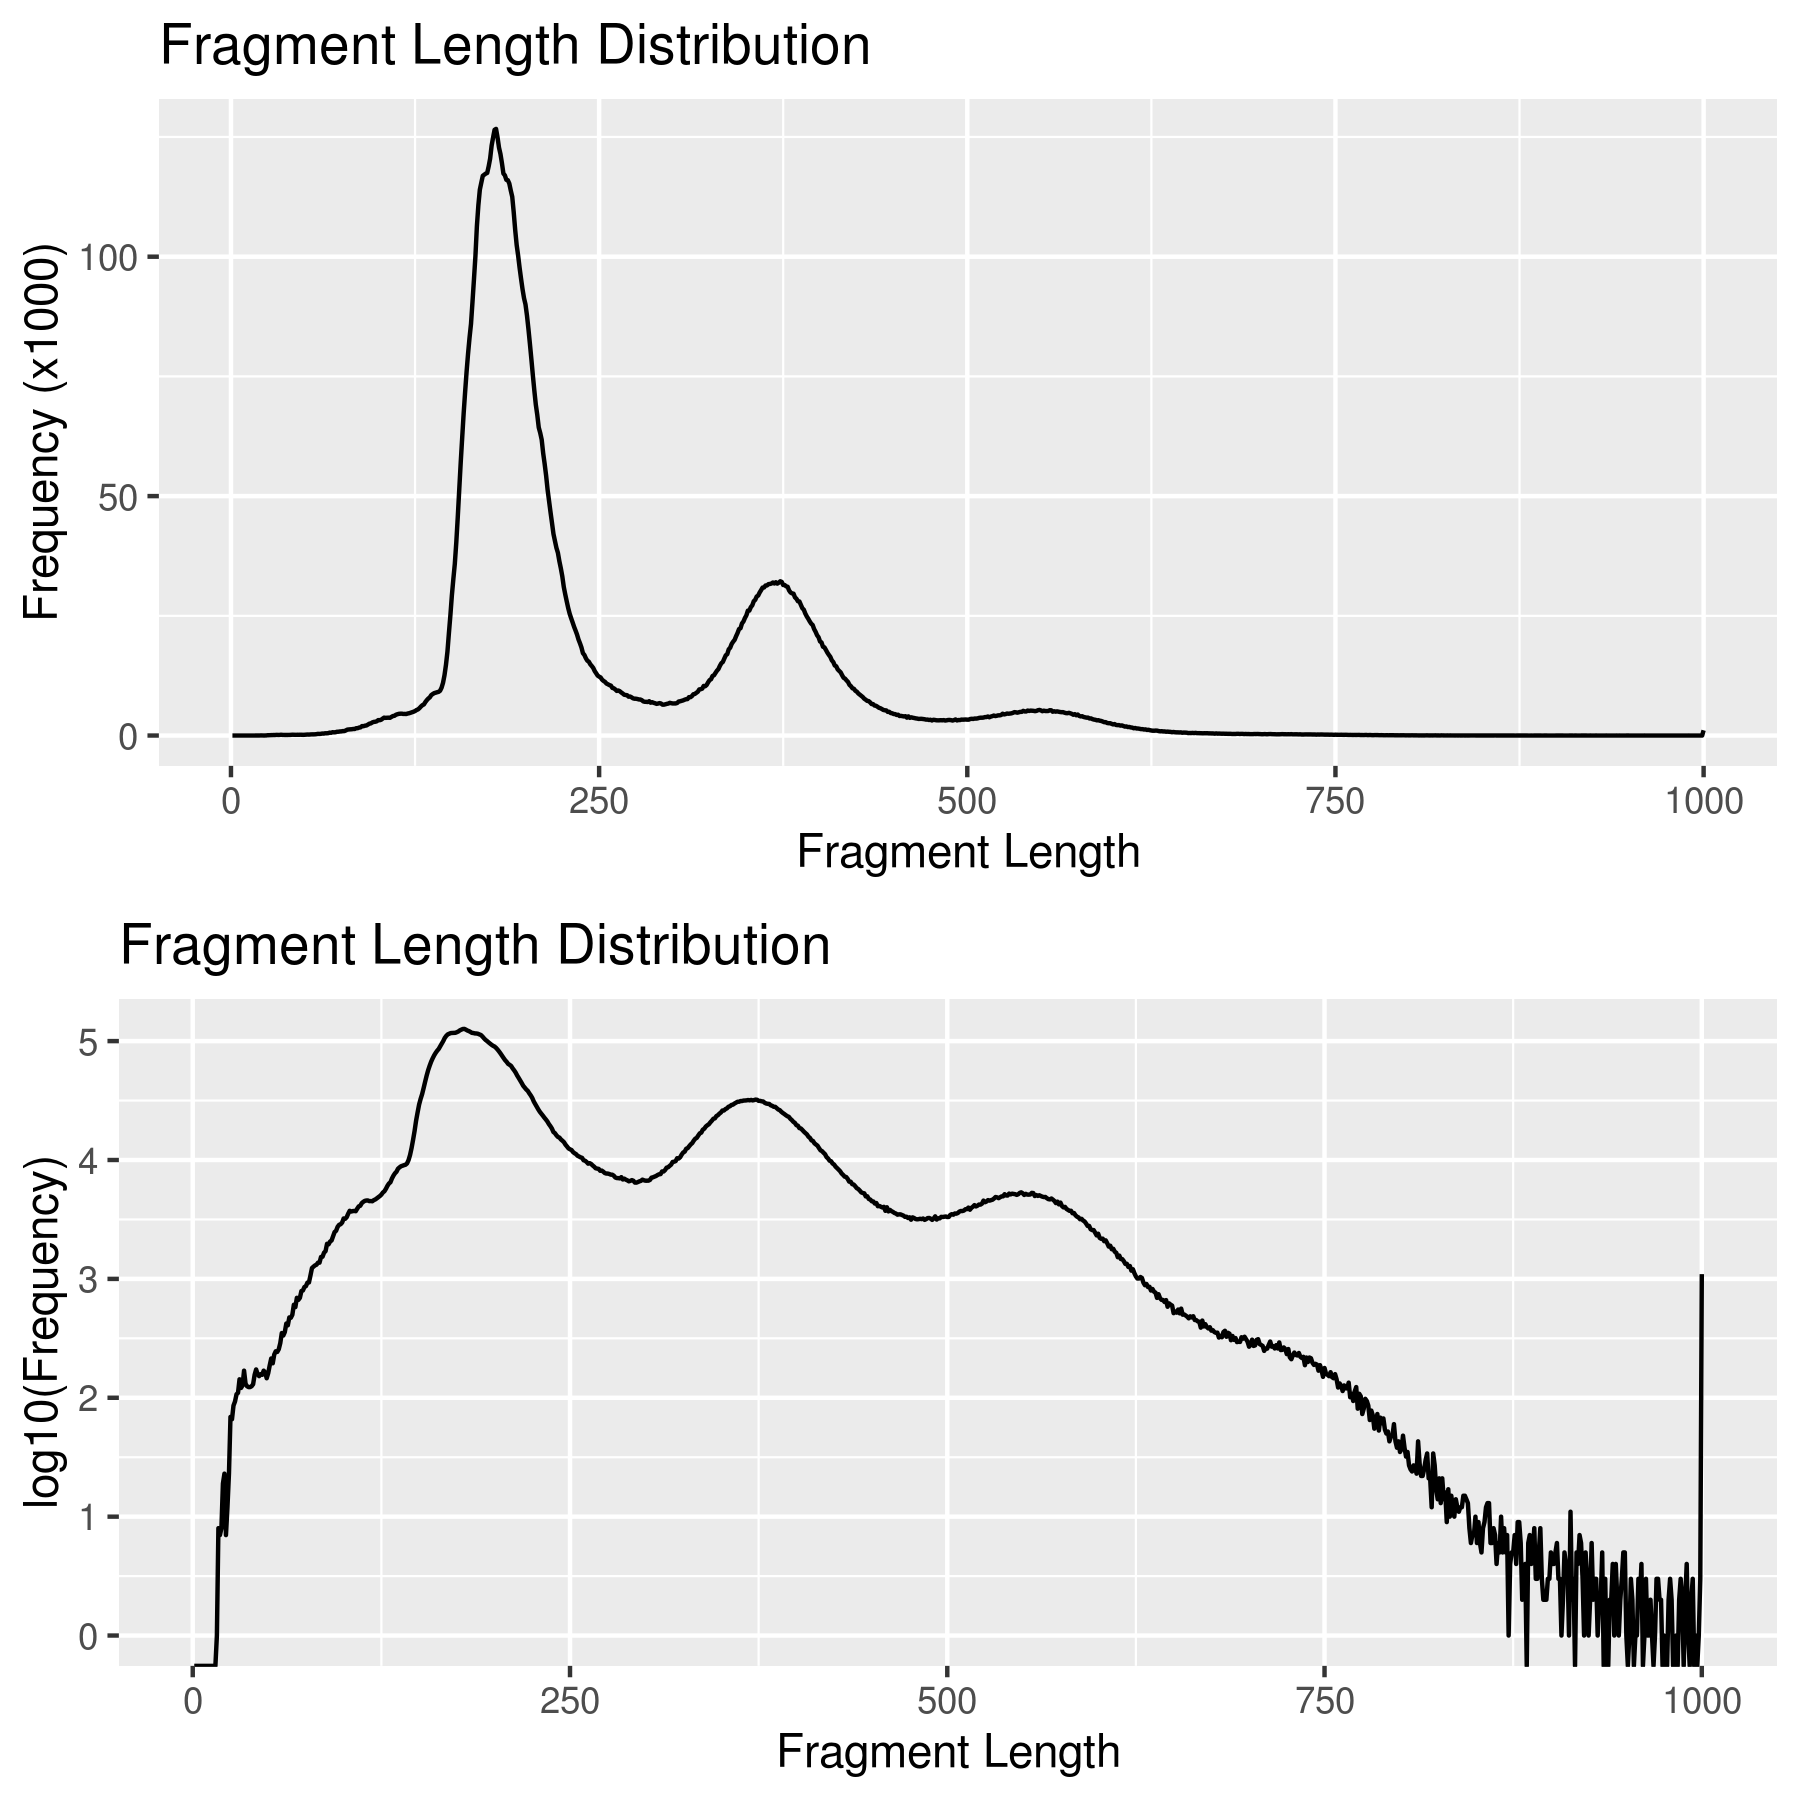 Fragment Length Distribution
Frequency (x1000)
100
50
0
0 250 500 750 1000
Fragment Length
Fragment Length Distribution
log10(Frequency)
5
4
3
2
1
0
0 250 500 750 1000
Fragment Length